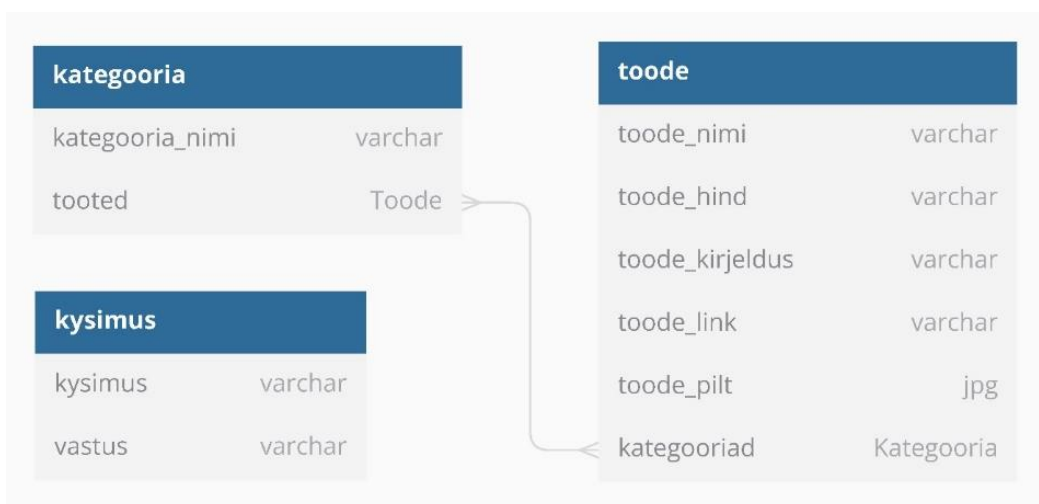 kategooria
kategooria_nimi varchar
tooted Toode
kysimus
kysimus varchar
vastus varchar
toode
toode_nimi varchar
toode_hind varchar
toode_kirjeldus varchar
toode_link varchar
toode_pilt jpg
kategooriad Kategooria